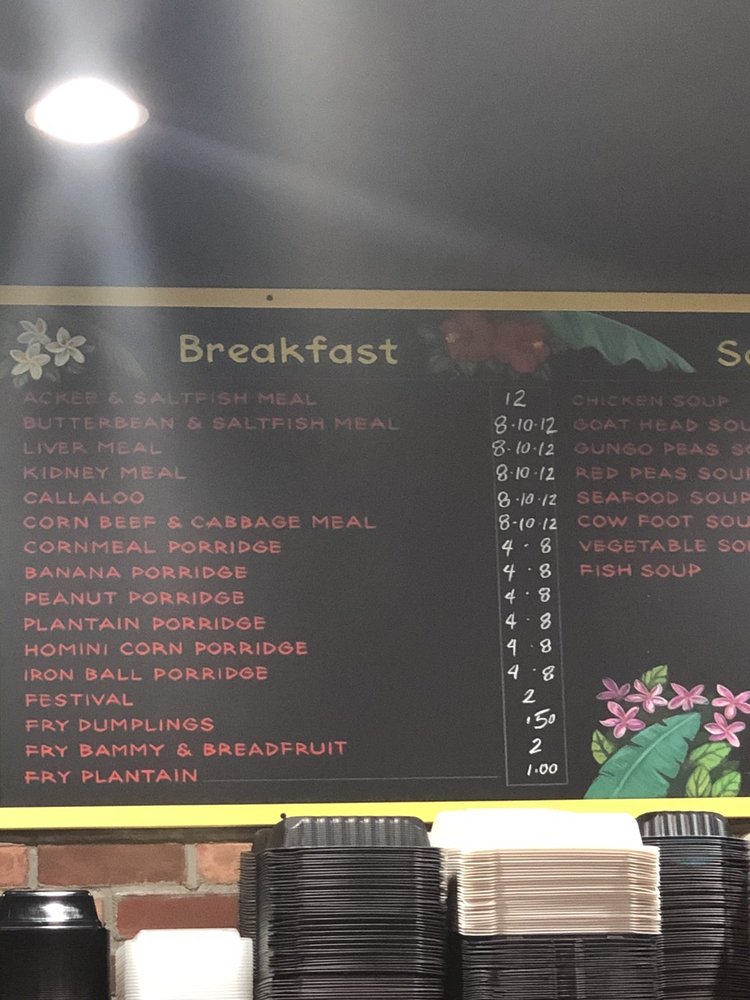 Breakfast
ACKEE & SALTFISH MEAL 12
BUTTERBEAN & SALTFISH MEAL 8-10-12
LIVER MEAL 8-10-12
KIDNEY MEAL 8-10-12
CALLALOO 8-10-12
CORN BEEF & CABBAGE MEAL 8-10-12
CORNMEAL PORRIDGE 4 - 8
BANANA PORRIDGE 4 - 8
PEANUT PORRIDGE 4 - 8
PLANTAIN PORRIDGE 4 - 8
HOMINI CORN PORRIDGE 4 - 8
IRON BALL PORRIDGE 4 - 8
FESTIVAL 2
FRY DUMPLINGS .50
FRY BAMMY & BREADFRUIT 2
FRY PLANTAIN 1.00
CHICKEN SOUP
GOAT HEAD SOU
GUNGO PEAS
RED PEAS SOUP
SEAFOOD SOUP
COW FOOT SOU
VEGETABLE SO
FISH SOUP